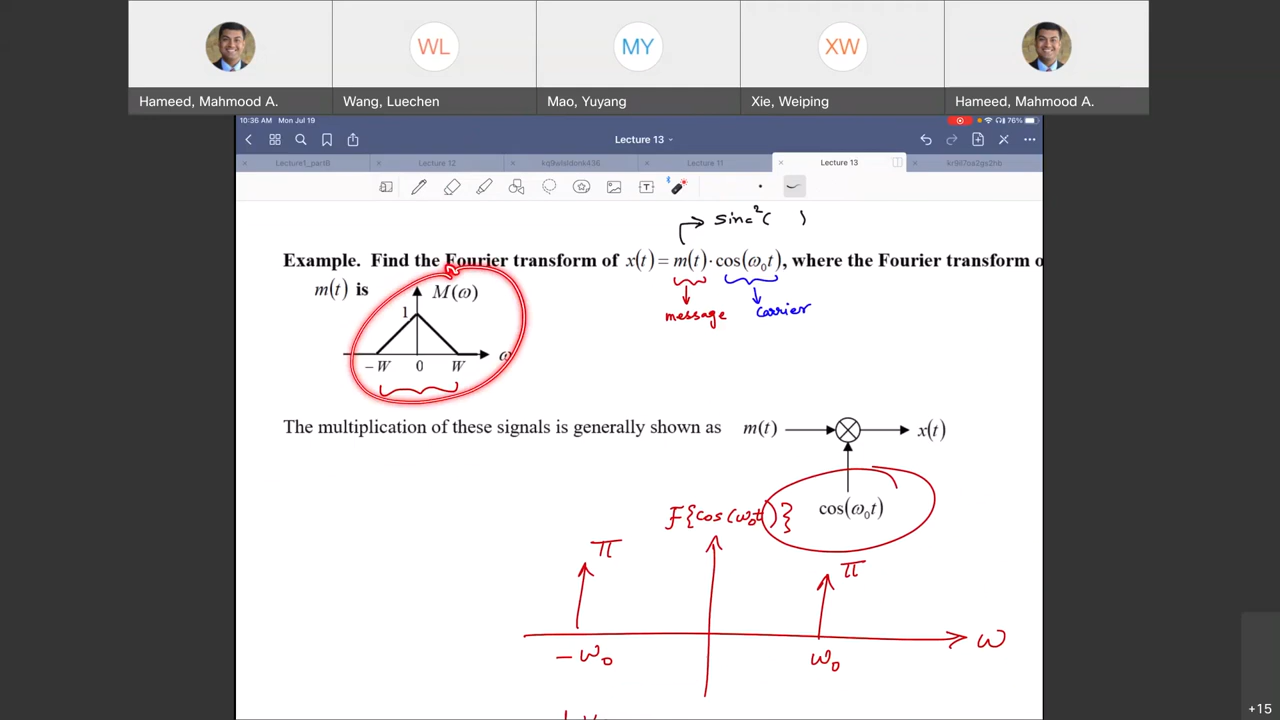 WL
MY
XW
Hameed, Mahmood A.
Wang, Luechen
Mao, Yuyang
Xie, Weiping
Hameed, Mahmood A.
10:36 AM Mon Jul 19
76%
Lecture 13
Lecture1_partB
Lecture 12
kq9wlsldonk436
Lecture 11
Lecture 13
kr9l7oa2gs2hb
sinc²( )
Example. Find the Fourier transform of x(t) = m(t) · cos(ω₀t), where the Fourier transform o
m(t) is
M(ω)
message
carrier
1
ω
−W 0 W
The multiplication of these signals is generally shown as m(t) x(t)
cos(ω₀t)
F{cos(ω₀t)}
π
π
ω
−ω₀
ω₀
+15